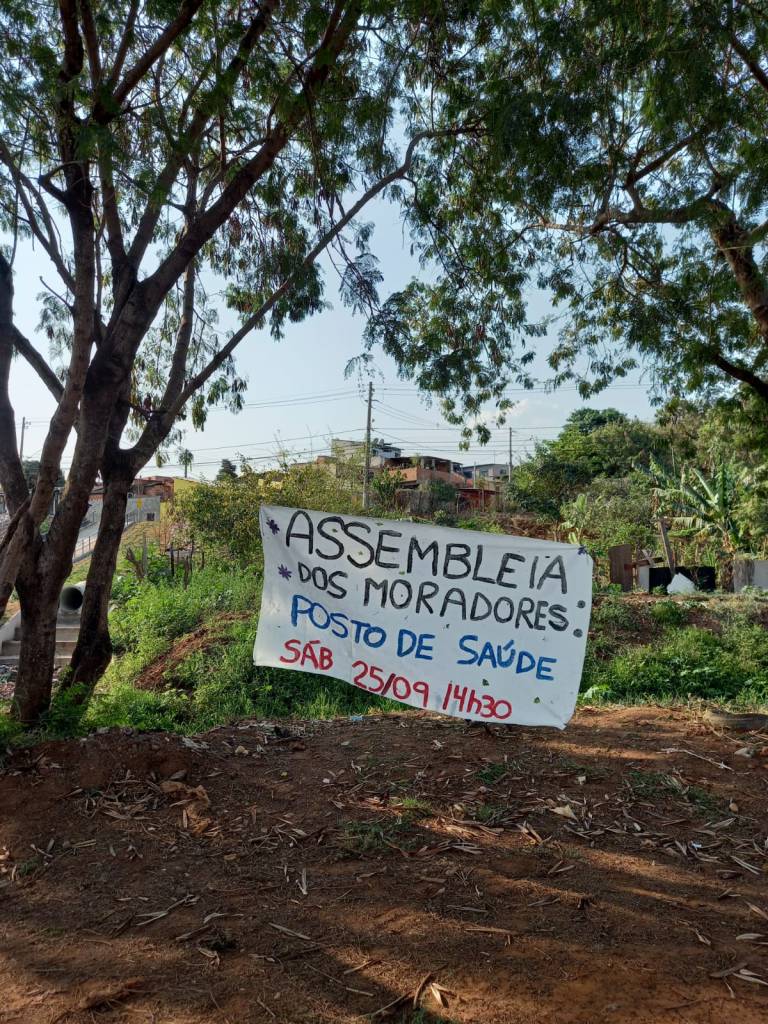 ASSEMBLEIA
DOS MORADORES:
POSTO DE SAÚDE
SÁB 25/09 14h30